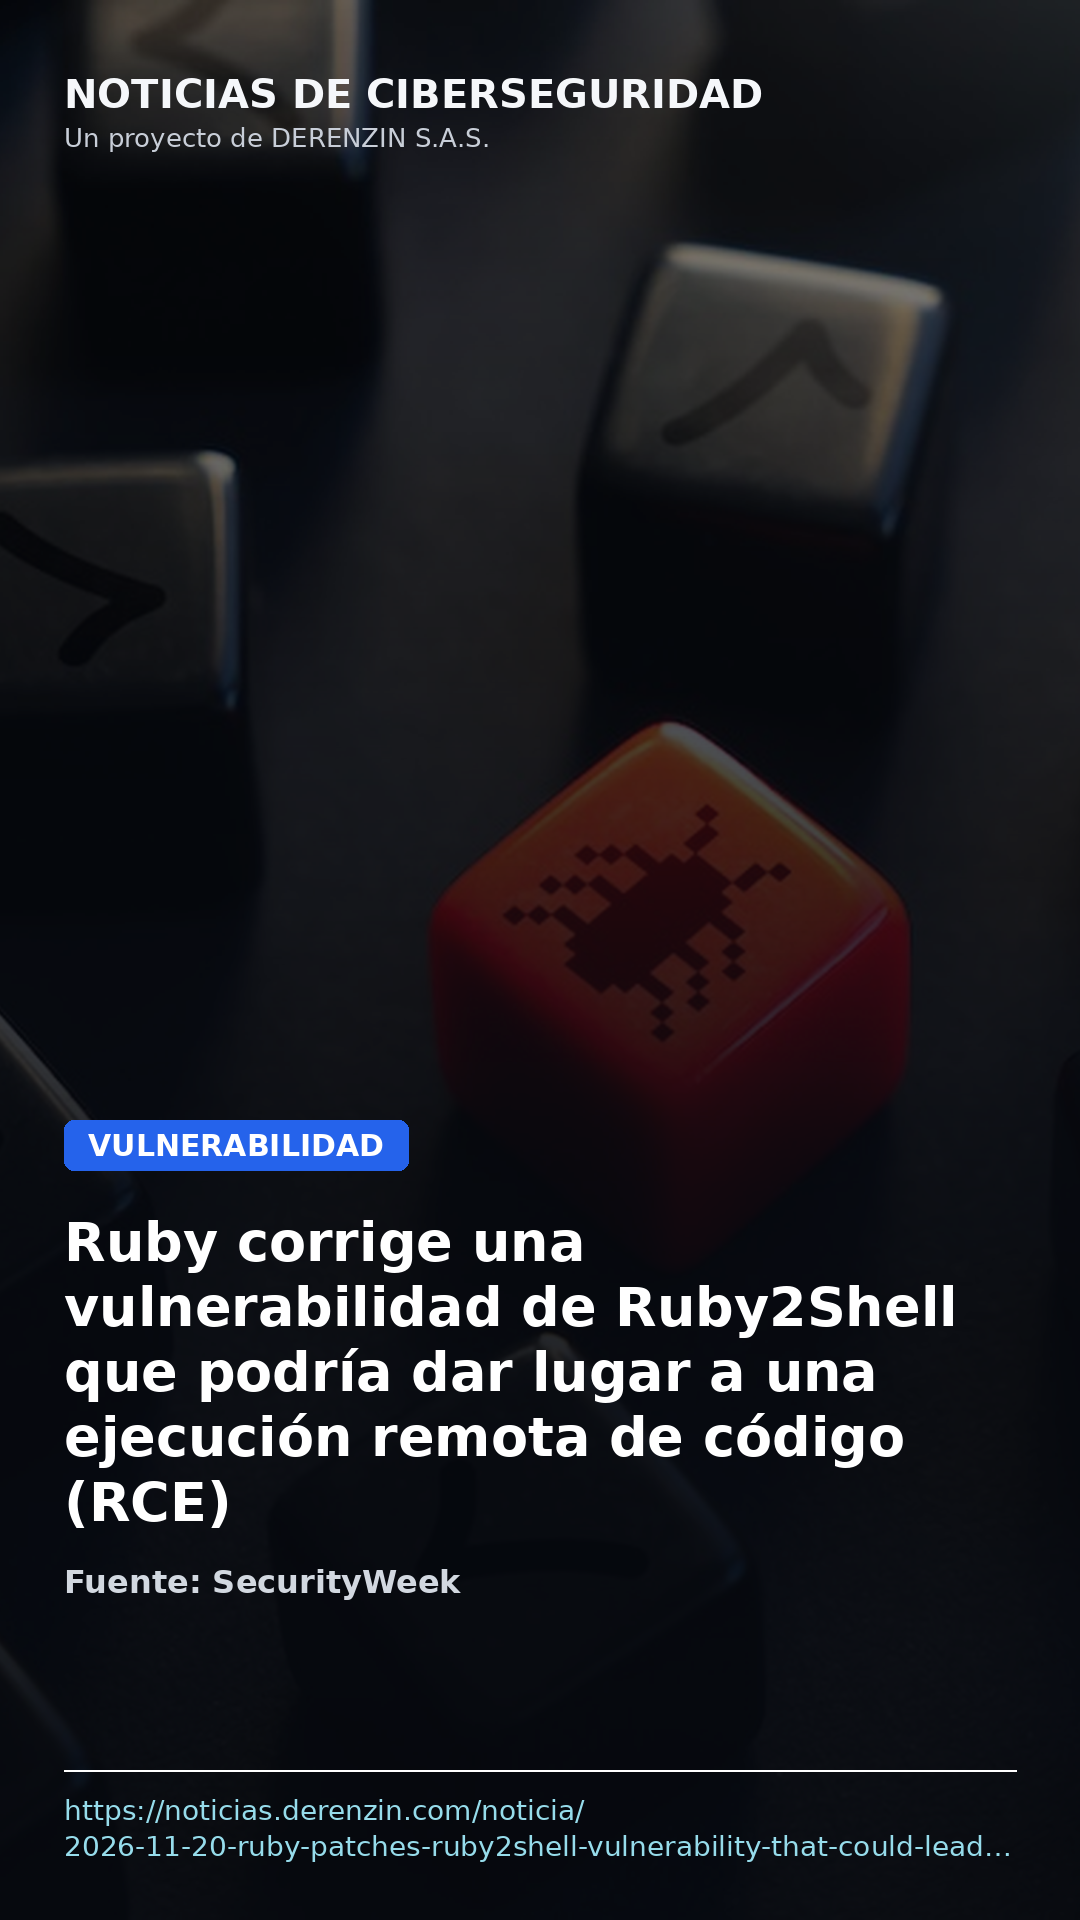 NOTICIAS DE CIBERSEGURIDAD
Un proyecto de DERENZIN S.A.S.
VULNERABILIDAD
Ruby corrige una
vulnerabilidad de Ruby2Shell
que podría dar lugar a una
ejecución remota de código
(RCE)
Fuente: SecurityWeek
https://noticias.derenzin.com/noticia/
2026-11-20-ruby-patches-ruby2shell-vulnerability-that-could-lead…